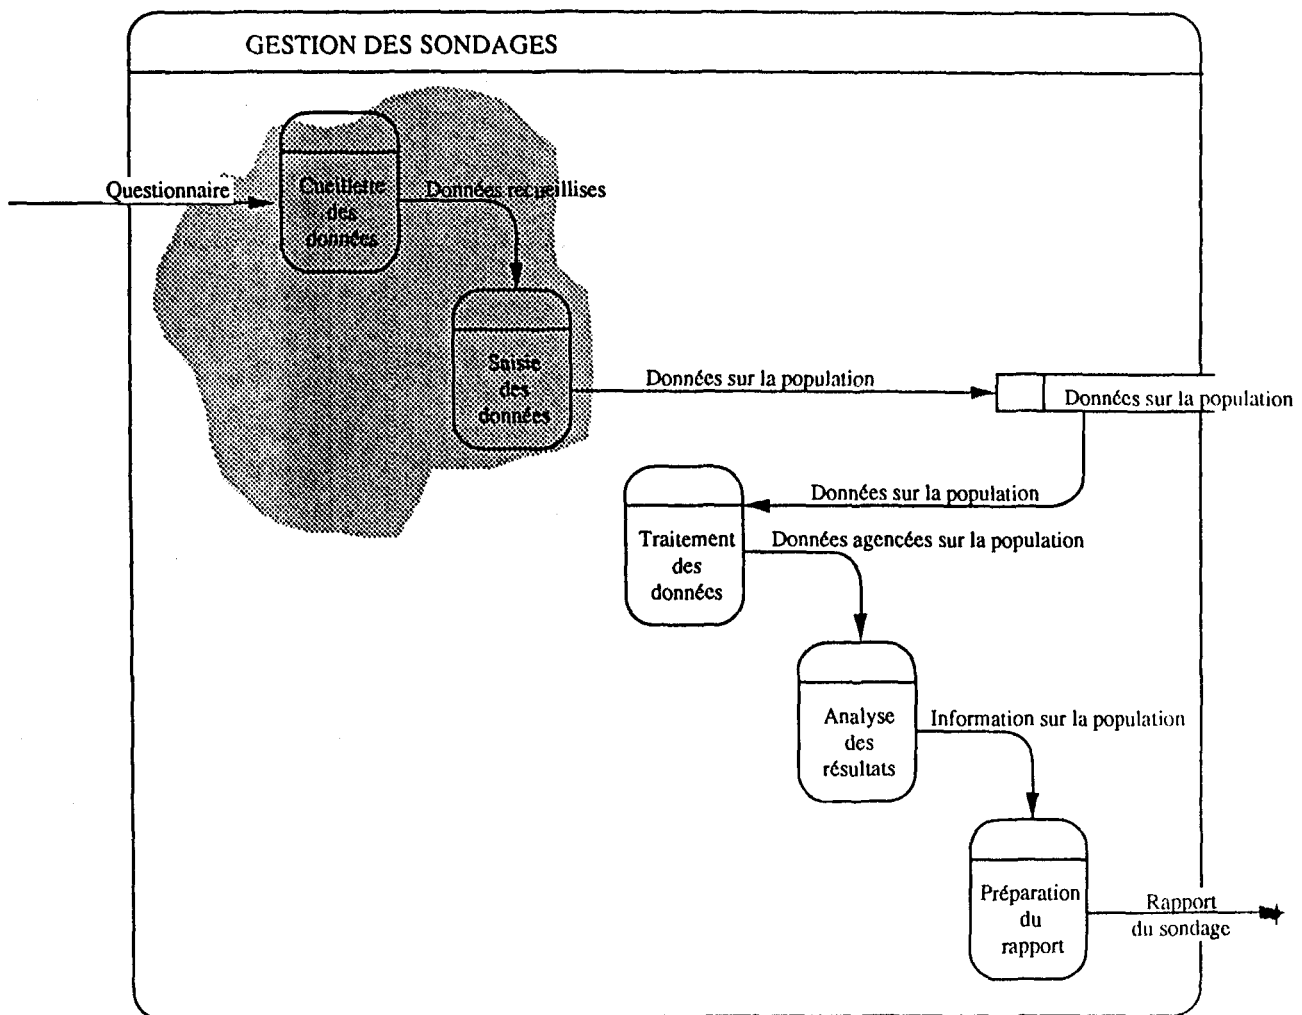 GESTION DES SONDAGES
Questionnaire
Cueillette
des
données
Données recueillises
Saisie
des
données
Données sur la population
Données sur la population
Données sur la population
Traitement
des
données
Données agencées sur la population
Analyse
des
résultats
Information sur la population
Préparation
du
rapport
Rapport
du sondage